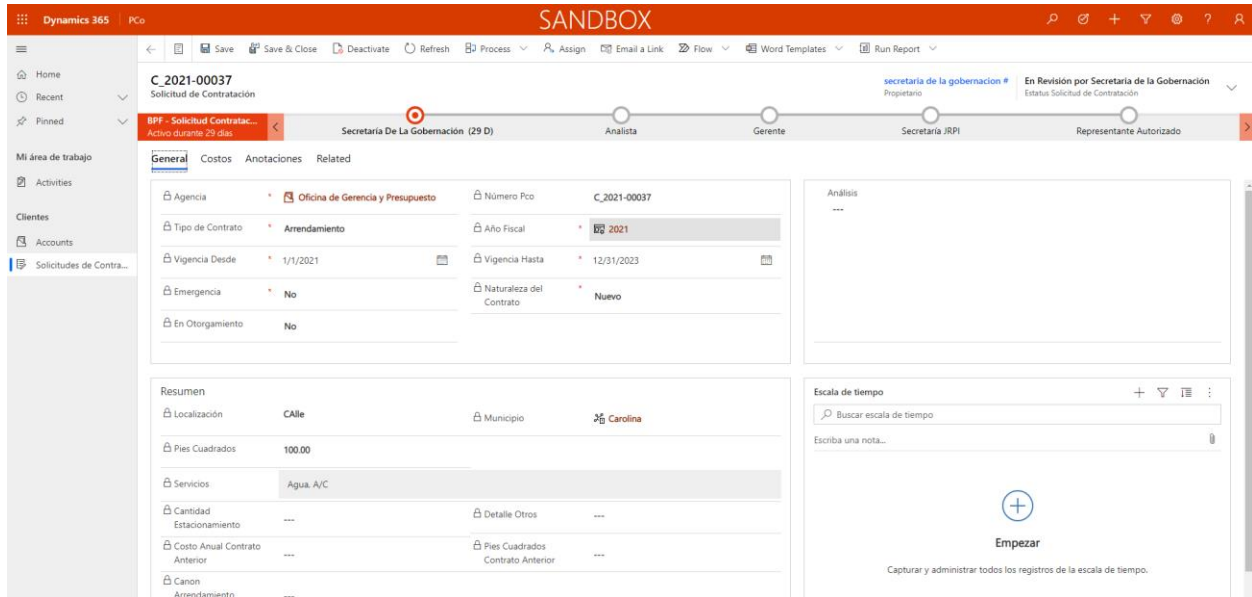 Dynamics 365 PCo SANDBOX
Save Save & Close Deactivate Refresh Process Assign Email a Link Flow Word Templates Run Report
Home
Recent
Pinned
Mi área de trabajo
Activities
Clientes
Accounts
Solicitudes de Contra...
C_2021-00037
Solicitud de Contratación
secretaria de la gobernacion #
Propietario
En Revisión por Secretaria de la Gobernación
Estatus Solicitud de Contratación
BPF - Solicitud Contratac...
Activo durante 29 días
Secretaría De La Gobernación (29 D)
Analista
Gerente
Secretaría JRPI
Representante Autorizado
General Costos Anotaciones Related
Agencia * Oficina de Gerencia y Presupuesto
Número Pco C_2021-00037
Tipo de Contrato * Arrendamiento
Año Fiscal * 2021
Vigencia Desde * 1/1/2021
Vigencia Hasta * 12/31/2023
Emergencia * No
Naturaleza del Contrato * Nuevo
En Otorgamiento No
Análisis
---
Resumen
Localización CAlle
Municipio Carolina
Pies Cuadrados 100.00
Servicios Agua. A/C
Cantidad Estacionamiento ---
Detalle Otros ---
Costo Anual Contrato Anterior ---
Pies Cuadrados Contrato Anterior ---
Canon Arrendamiento ---
Escala de tiempo
Buscar escala de tiempo
Escriba una nota...
Empezar
Capturar y administrar todos los registros de la escala de tiempo.